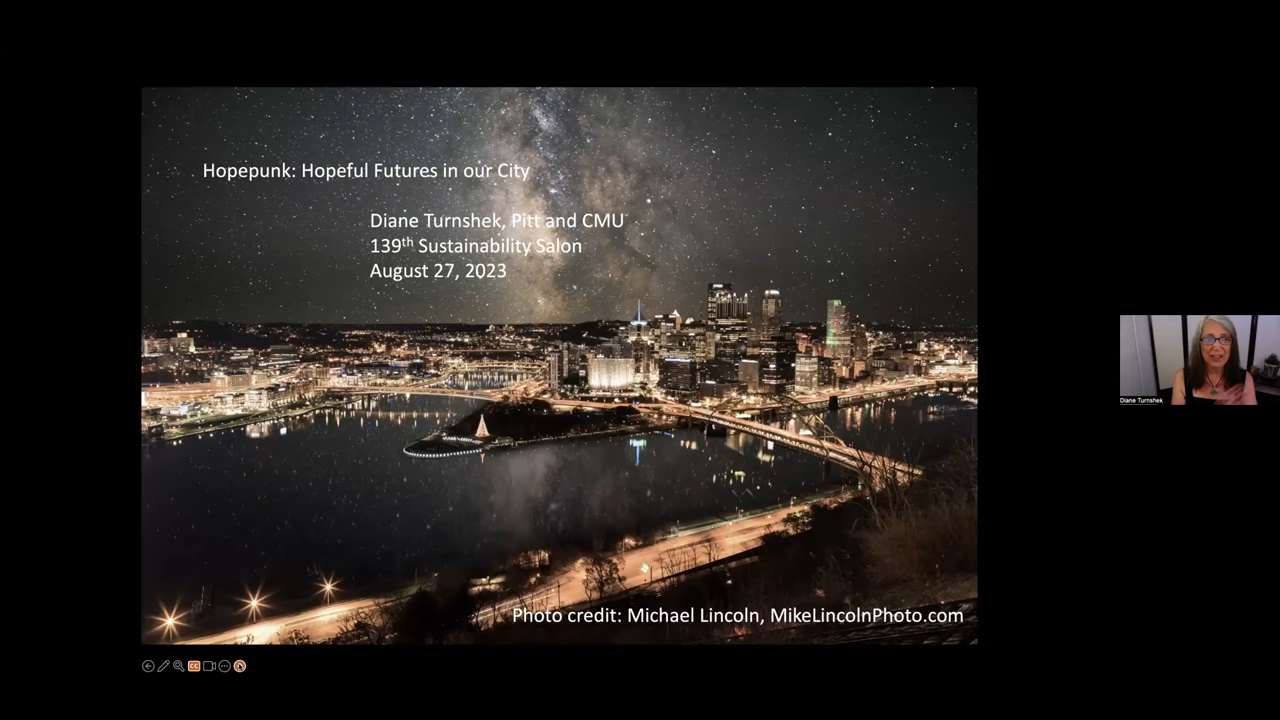 Hopepunk: Hopeful Futures in our City
Diane Turnshek, Pitt and CMU
139th Sustainability Salon
August 27, 2023
Photo credit: Michael Lincoln, MikeLincolnPhoto.com
CC
Diane Turnshek